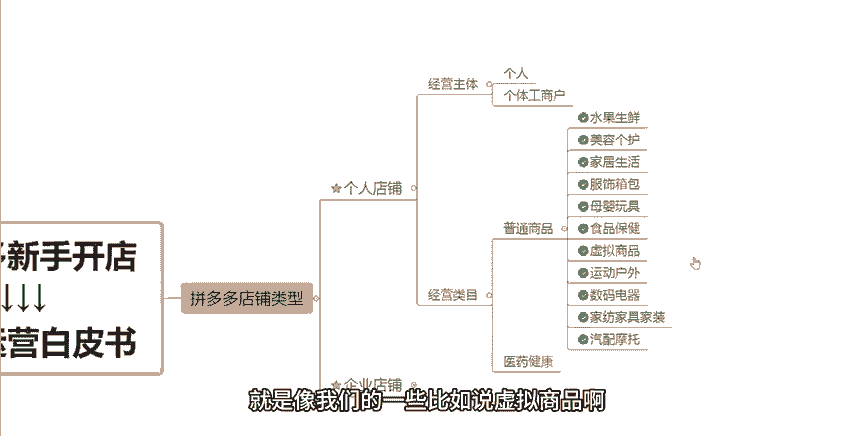 新手开店
↓↓↓
营白皮书
拼多多店铺类型
个人店铺
经营主体
个人
个体工商户
经营类目
普通商品
水果生鲜
美容个护
家居生活
服饰箱包
母婴玩具
食品保健
虚拟商品
运动户外
数码电器
家纺家具家装
汽配摩托
医药健康
企业店铺
就是像我们的一些比如说虚拟商品啊